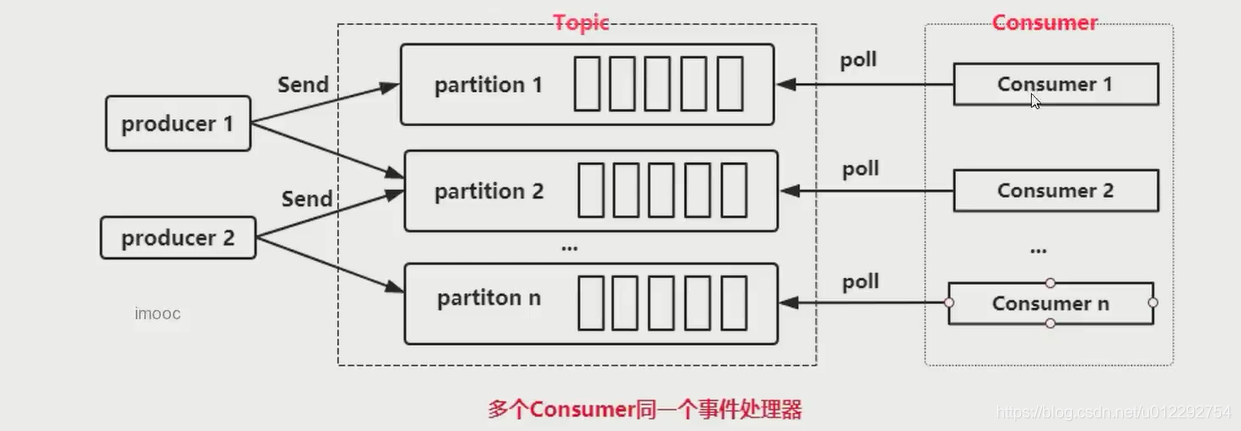 Topic
Consumer
Send
partition 1
poll
Consumer 1
producer 1
partition 2
poll
Consumer 2
Send
producer 2
...
...
partiton n
poll
Consumer n
imooc
多个Consumer同一个事件处理器
https://blog.csdn.net/u012292754